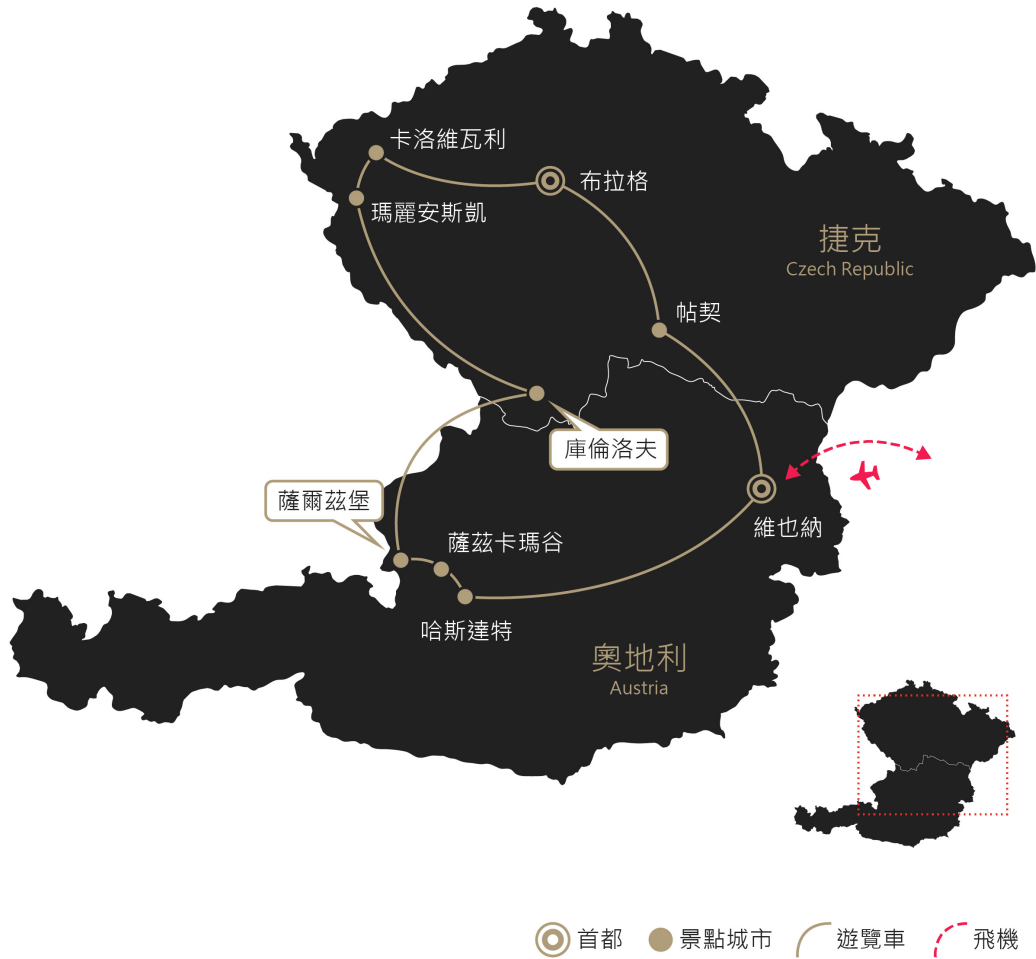 卡洛維瓦利
布拉格
瑪麗安斯凱
捷克
Czech Republic
帖契
庫倫洛夫
薩爾茲堡
維也納
薩茲卡瑪谷
哈斯達特
奧地利
Austria
首都
景點城市
遊覽車
飛機